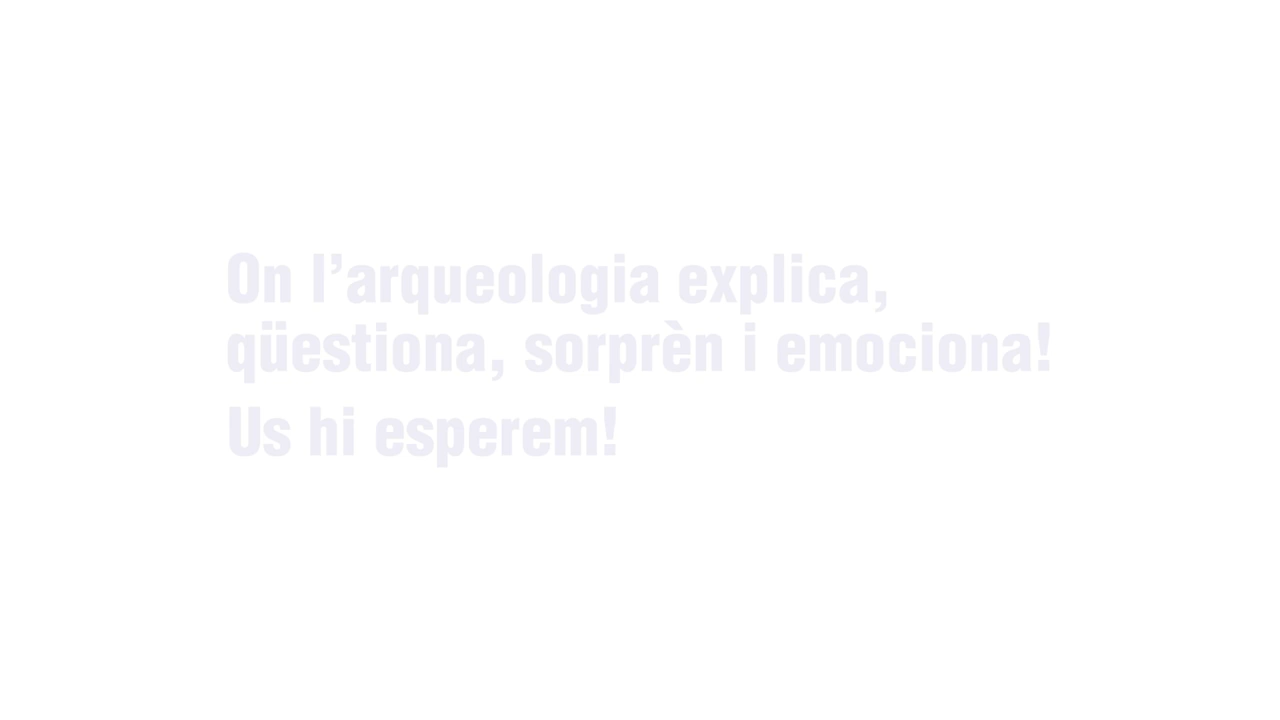 On l’arqueologia explica,
qüestiona, sorprèn i emociona!
Us hi esperem!